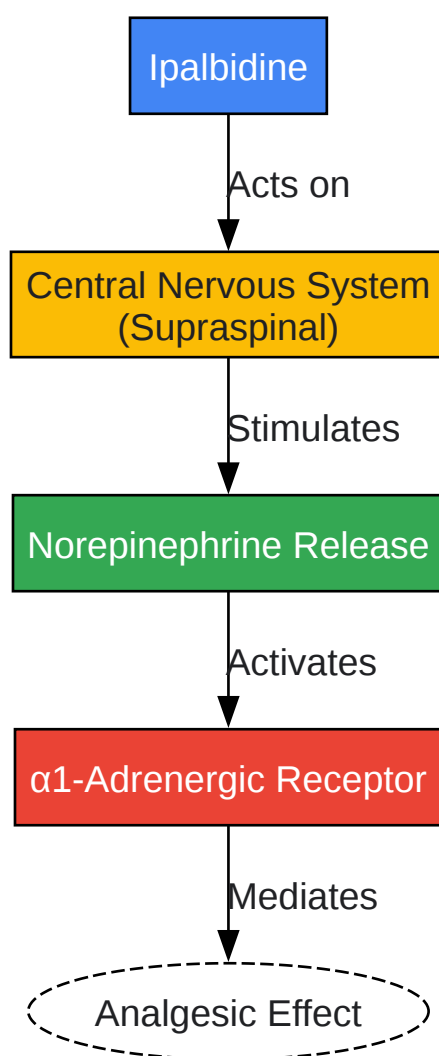 Ipalbidine
Acts on
Central Nervous System
(Supraspinal)
Stimulates
Norepinephrine Release
Activates
α1-Adrenergic Receptor
Mediates
Analgesic Effect